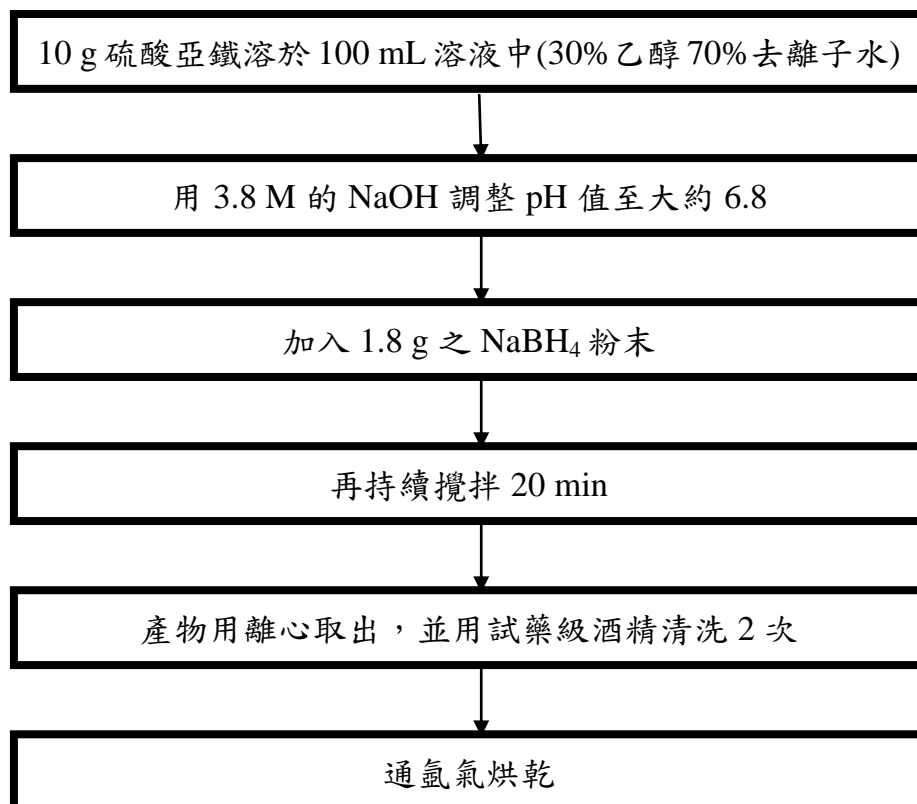 10 g 硫酸亞鐵溶於 100 mL 溶液中(30%乙醇 70%去離子水)
用 3.8 M 的 NaOH 調整 pH 值至大約 6.8
加入 1.8 g 之 NaBH₄ 粉末
再持續攪拌 20 min
產物用離心取出，並用試藥級酒精清洗 2 次
通氬氣烘乾